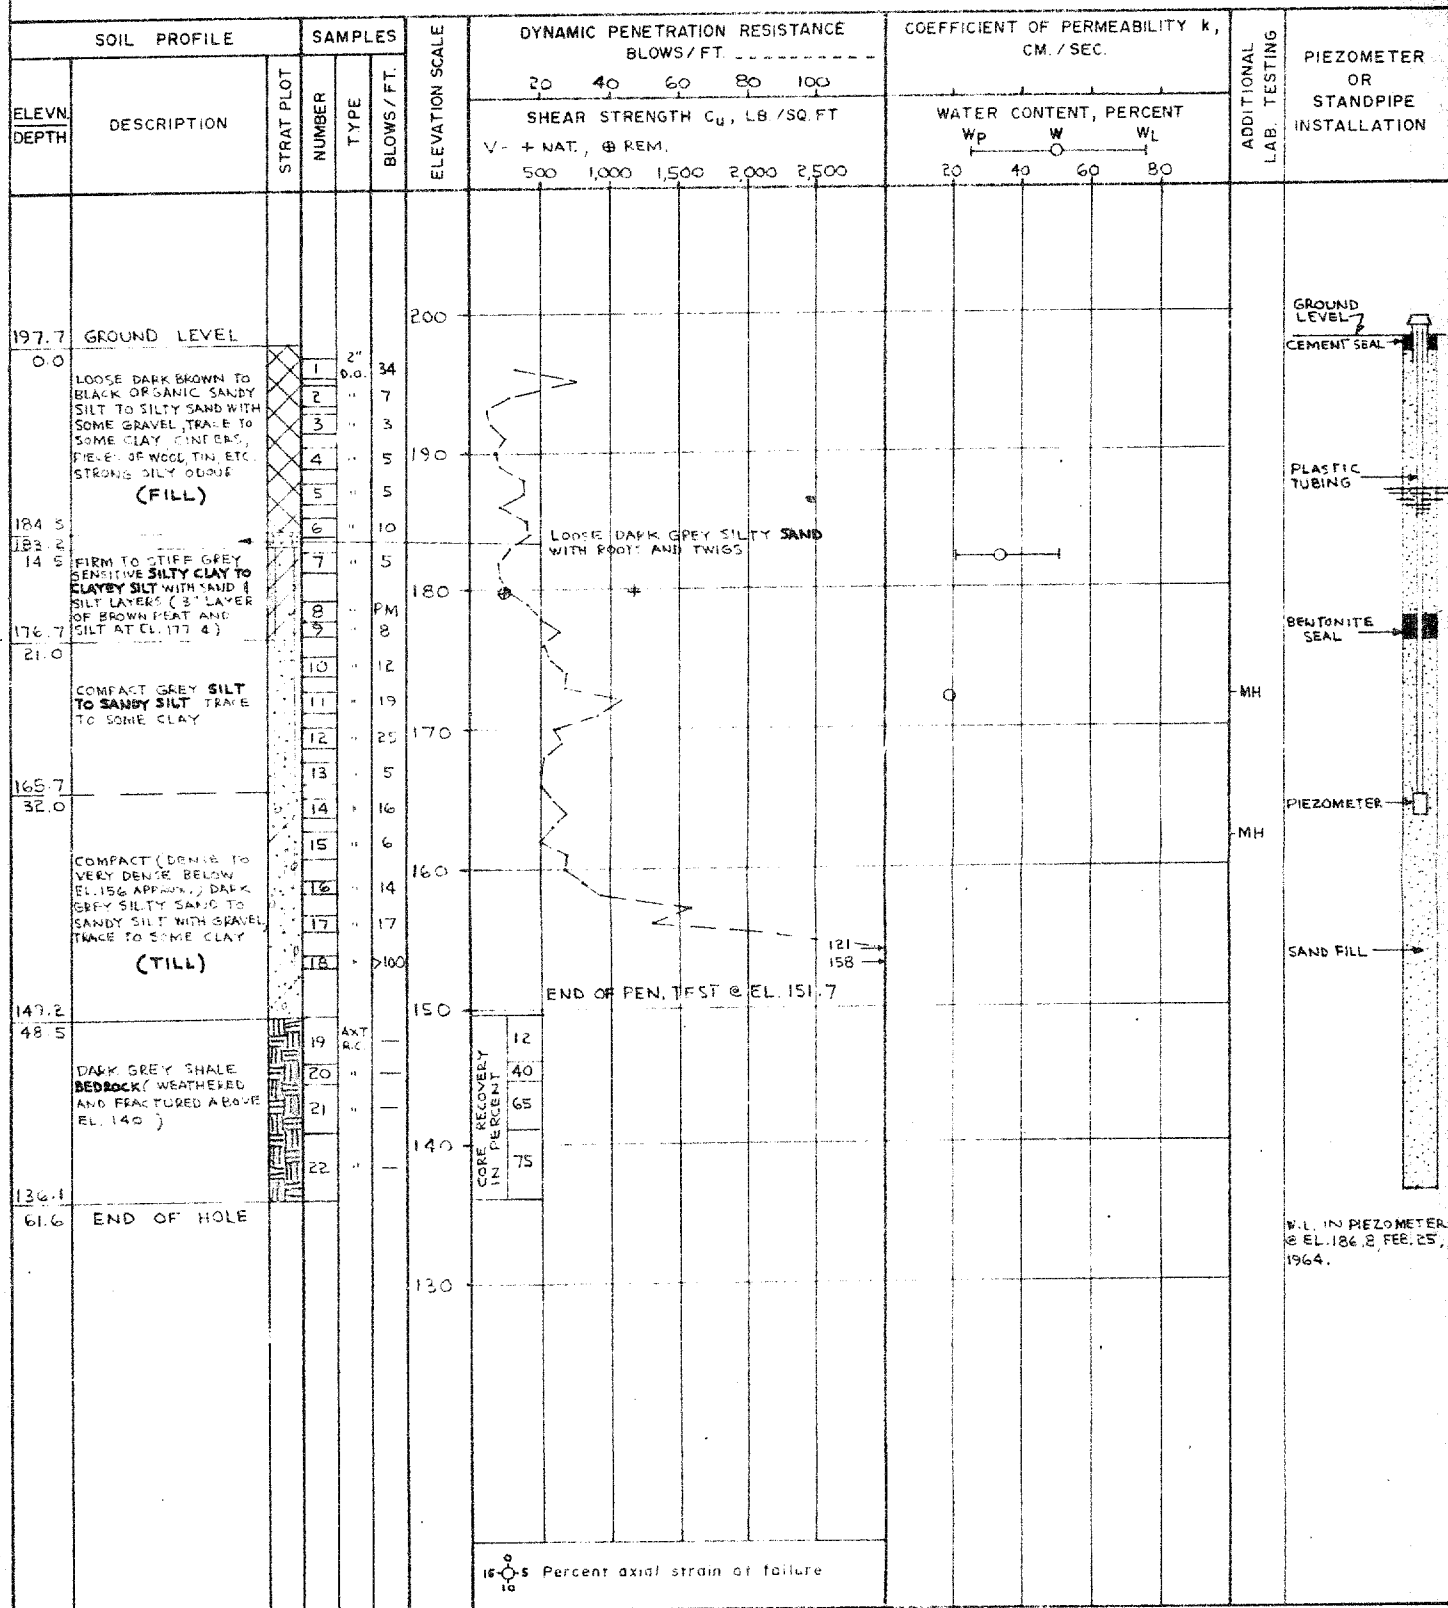 SOIL PROFILE
SAMPLES
ELEVN.
DEPTH
DESCRIPTION
STRAT PLOT
NUMBER
TYPE
BLOWS / FT.
ELEVATION SCALE
DYNAMIC PENETRATION RESISTANCE
BLOWS / FT. ----------
20 40 60 80 100
SHEAR STRENGTH Cu, LB./SQ.FT
V- + NAT., ⊕ REM.
500 1,000 1,500 2,000 2,500
COEFFICIENT OF PERMEABILITY k,
CM. / SEC.
WATER CONTENT, PERCENT
Wp W WL
20 40 60 80
ADDITIONAL
LAB. TESTING
PIEZOMETER
OR
STANDPIPE
INSTALLATION
197.7 GROUND LEVEL
0.0
LOOSE DARK BROWN TO
BLACK ORGANIC SANDY
SILT TO SILTY SAND WITH
SOME GRAVEL, TRACE TO
SOME CLAY, CINDERS,
PIECES OF WOOD, TIN, ETC.
STRONG OILY ODOUR
(FILL)
184.5
183.2
14.5
FIRM TO STIFF GREY
SENSITIVE SILTY CLAY TO
CLAYEY SILT WITH SAND &
SILT LAYERS (3" LAYER
OF BROWN PEAT AND
SILT AT EL. 177.4)
176.7
21.0
COMPACT GREY SILT
TO SANDY SILT TRACE
TO SOME CLAY
165.7
32.0
COMPACT (DENSE TO
VERY DENSE BELOW
EL. 156 APPROX.) DARK
GREY SILTY SAND TO
SANDY SILT WITH GRAVEL,
TRACE TO SOME CLAY
(TILL)
149.2
48.5
DARK GREY SHALE
BEDROCK (WEATHERED
AND FRACTURED ABOVE
EL. 140)
136.1
61.6 END OF HOLE
1 2" D.O. 34
2 " 7
3 " 3
4 " 5
5 " 5
6 " 10
7 " 5
8 " PM
9 " 8
10 " 12
11 " 19
12 " 25
13 " 5
14 " 16
15 " 6
16 " 14
17 " 17
18 " >100
19 AXT R.C. —
20 " —
21 " —
22 " —
200
190
180
170
160
150
140
130
LOOSE DARK GREY SILTY SAND
WITH ROOTS AND TWIGS
121
158
END OF PEN. TEST @ EL. 151.7
CORE RECOVERY
IN PERCENT
12
40
65
75
MH
MH
GROUND
LEVEL
CEMENT SEAL
PLASTIC
TUBING
BENTONITE
SEAL
PIEZOMETER
SAND FILL
W.L. IN PIEZOMETER
@ EL. 186.8, FEB. 25,
1964.
0
15 5 Percent axial strain at failure
10